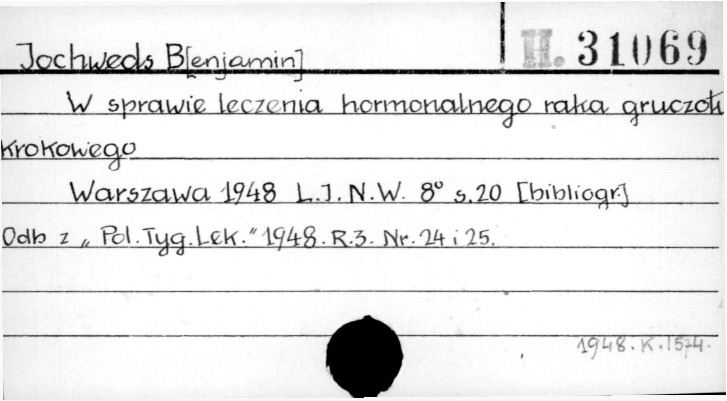 II. 31069
Jochweds B[enjamin]
W sprawie leczenia hormonalnego raka gruczołu
krokowego
Warszawa 1948 L.I.N.W. 8° s.20 [bibliogr.]
Odb z „Pol.Tyg.Lek." 1948. R.3. Nr.24 i 25.
1948.K.1574.